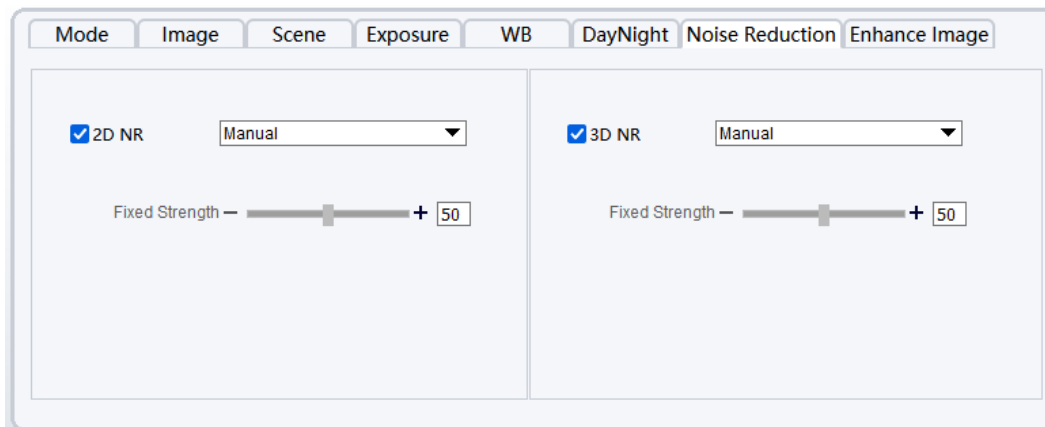 Mode Image Scene Exposure WB DayNight Noise Reduction Enhance Image
2D NR Manual
Fixed Strength − + 50
3D NR Manual
Fixed Strength − + 50